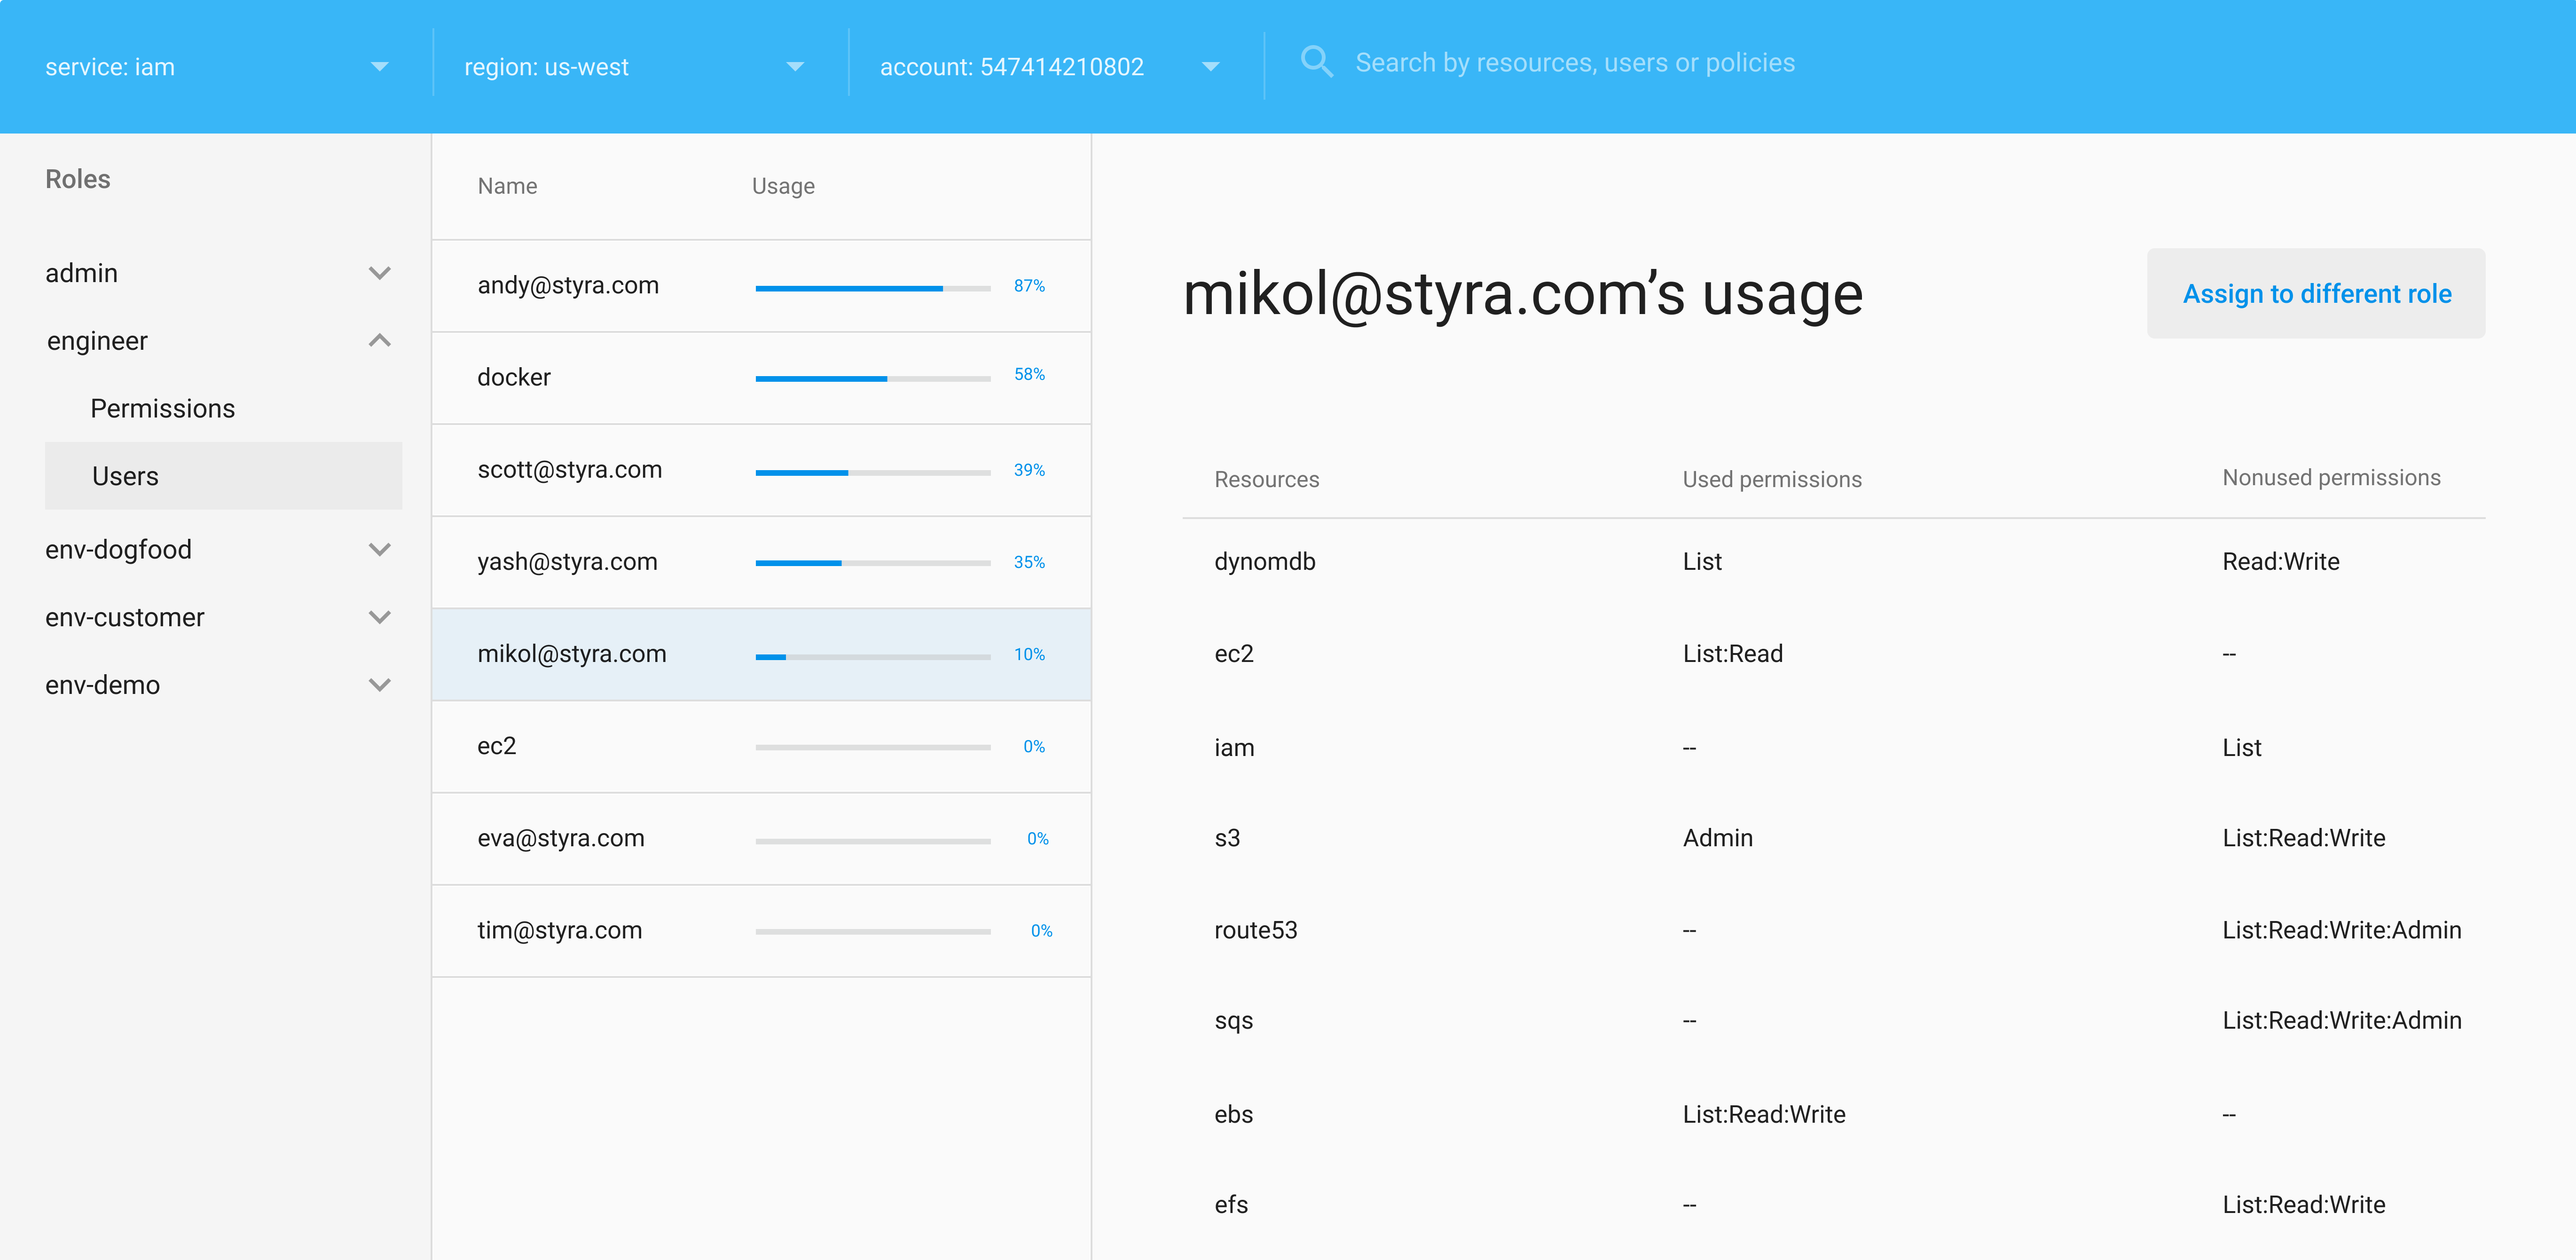 service: iam
region: us-west
account: 547414210802
Search by resources, users or policies
Roles
admin
engineer
Permissions
Users
env-dogfood
env-customer
env-demo
Name Usage
andy@styra.com 87%
docker 58%
scott@styra.com 39%
yash@styra.com 35%
mikol@styra.com 10%
ec2 0%
eva@styra.com 0%
tim@styra.com 0%
mikol@styra.com’s usage
Assign to different role
Resources Used permissions Nonused permissions
dynomdb List Read:Write
ec2 List:Read --
iam -- List
s3 Admin List:Read:Write
route53 -- List:Read:Write:Admin
sqs -- List:Read:Write:Admin
ebs List:Read:Write --
efs -- List:Read:Write